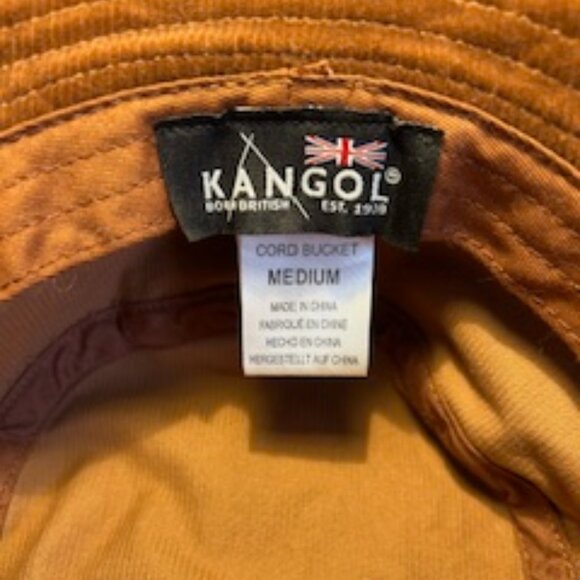 KANGOL®
BORN BRITISH EST. 1938
CORD BUCKET
MEDIUM
MADE IN CHINA
FABRIQUÉ EN CHINE
HECHO EN CHINA
HERGESTELLT AUF CHINA